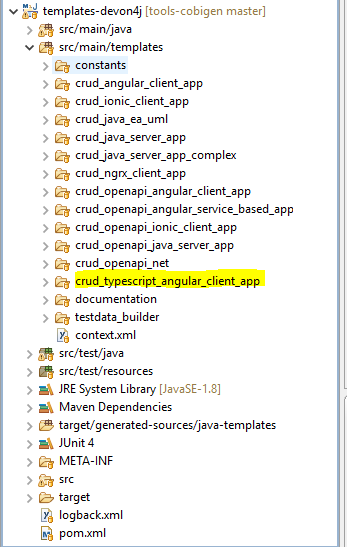 templates-devon4j [tools-cobigen master]
src/main/java
src/main/templates
constants
crud_angular_client_app
crud_ionic_client_app
crud_java_ea_uml
crud_java_server_app
crud_java_server_app_complex
crud_ngrx_client_app
crud_openapi_angular_client_app
crud_openapi_angular_service_based_app
crud_openapi_ionic_client_app
crud_openapi_java_server_app
crud_openapi_net
crud_typescript_angular_client_app
documentation
testdata_builder
context.xml
src/test/java
src/test/resources
JRE System Library [JavaSE-1.8]
Maven Dependencies
target/generated-sources/java-templates
JUnit 4
META-INF
src
target
logback.xml
pom.xml